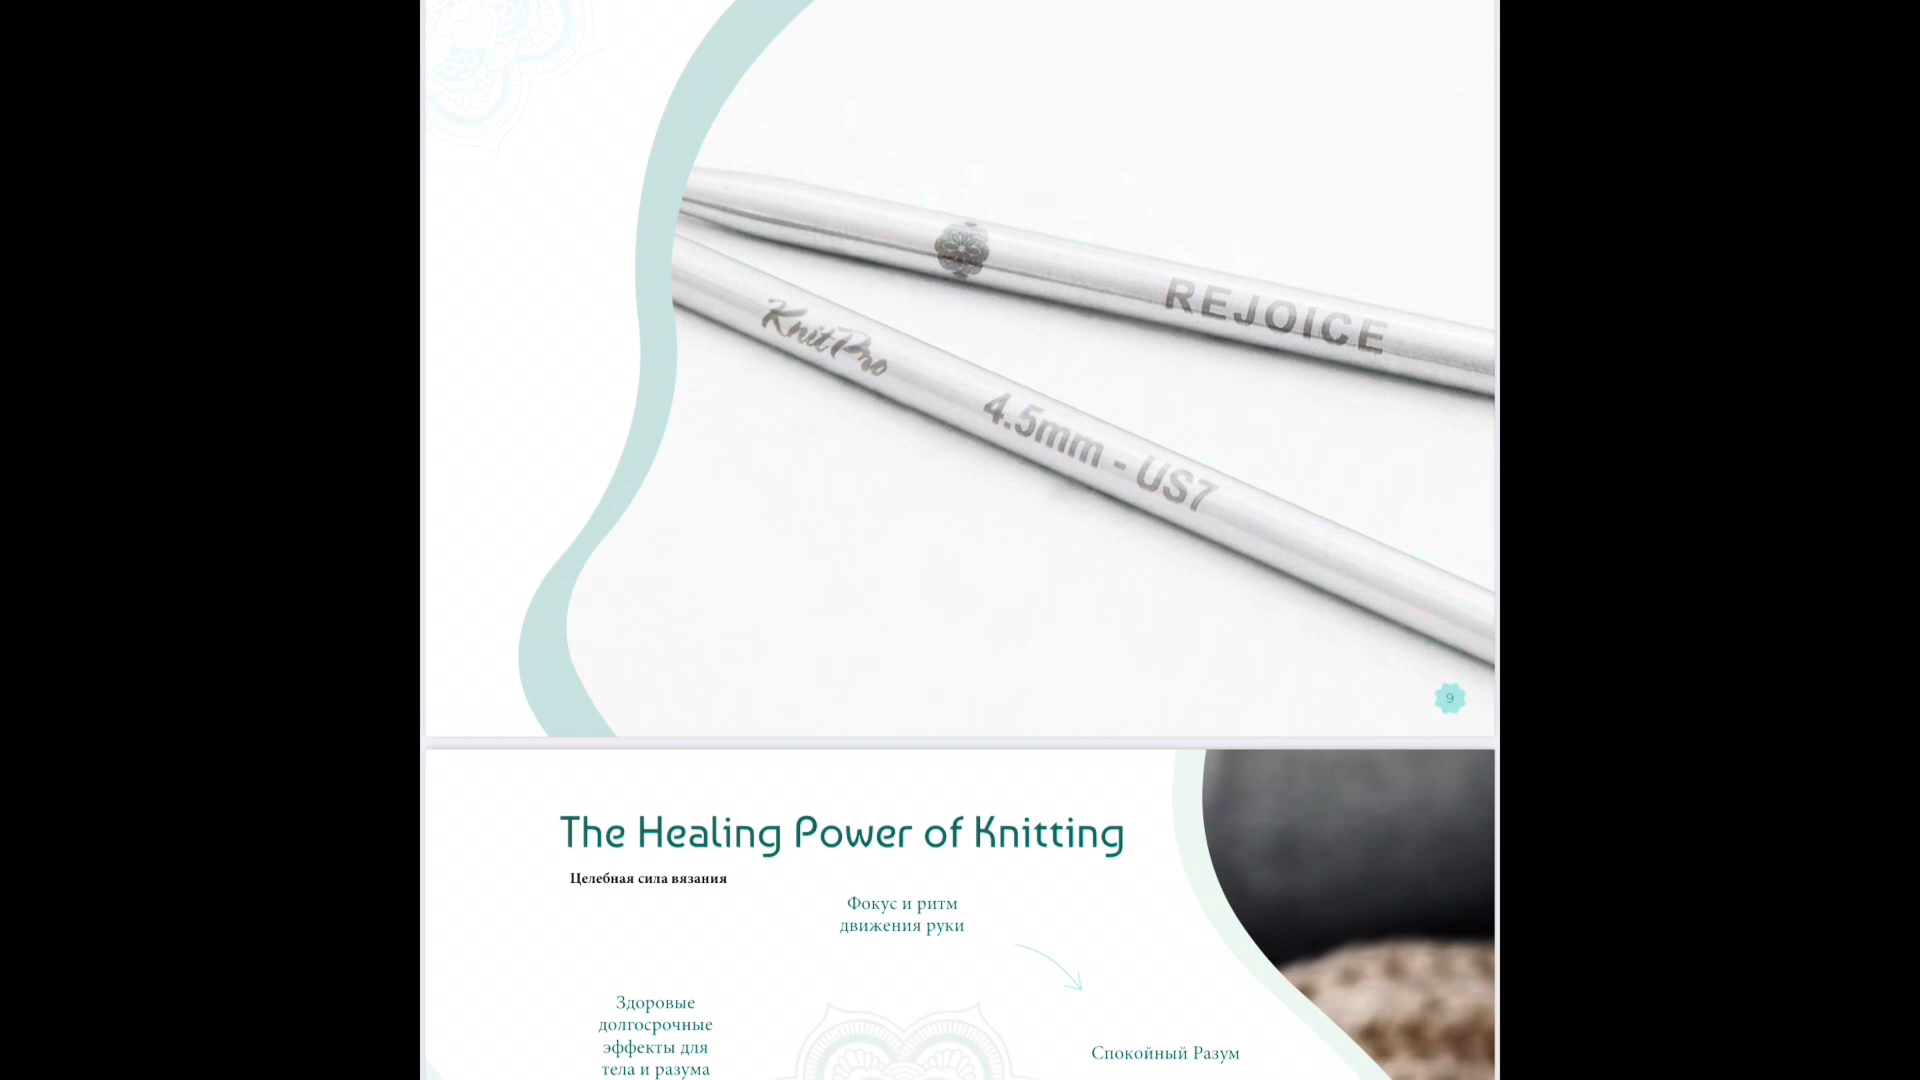 REJOICE
KnitPro
4.5mm - US7
9
The Healing Power of Knitting
Целебная сила вязания
Фокус и ритм
движения руки
Здоровые
долгосрочные
эффекты для
тела и разума
Спокойный Разум